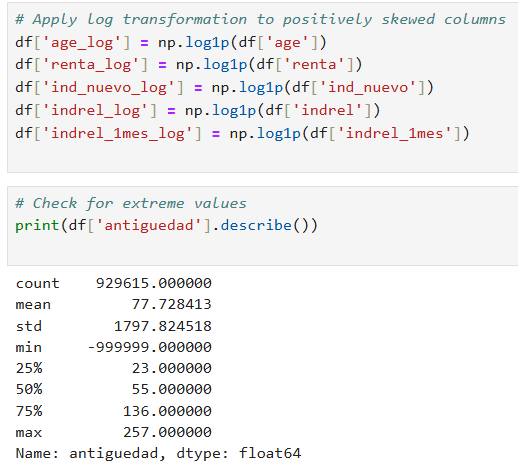 # Apply log transformation to positively skewed columns
df['age_log'] = np.log1p(df['age'])
df['renta_log'] = np.log1p(df['renta'])
df['ind_nuevo_log'] = np.log1p(df['ind_nuevo'])
df['indrel_log'] = np.log1p(df['indrel'])
df['indrel_1mes_log'] = np.log1p(df['indrel_1mes'])
# Check for extreme values
print(df['antiguedad'].describe())
count    929615.000000
mean         77.728413
std        1797.824518
min     -999999.000000
25%          23.000000
50%          55.000000
75%         136.000000
max         257.000000
Name: antiguedad, dtype: float64